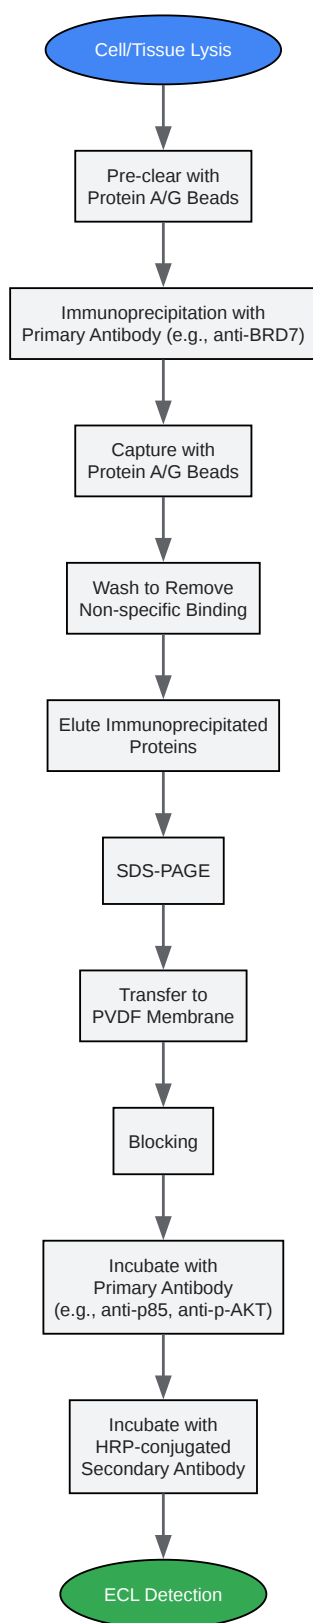 Cell/Tissue Lysis
Pre-clear with
Protein A/G Beads
Immunoprecipitation with
Primary Antibody (e.g., anti-BRD7)
Capture with
Protein A/G Beads
Wash to Remove
Non-specific Binding
Elute Immunoprecipitated
Proteins
SDS-PAGE
Transfer to
PVDF Membrane
Blocking
Incubate with
Primary Antibody
(e.g., anti-p85, anti-p-AKT)
Incubate with
HRP-conjugated
Secondary Antibody
ECL Detection